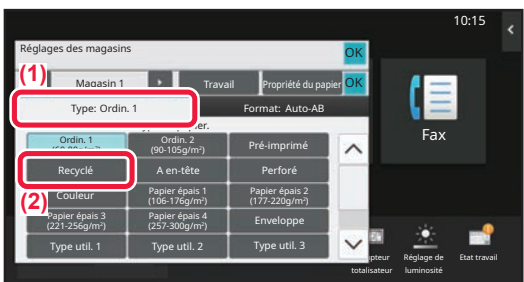 10:15
Réglages des magasins
OK
(1)
Magasin 1
Travail
Propriété du papier
OK
Type: Ordin. 1
Format: Auto-AB
papier.
Ordin. 1
Ordin. 2
(90-105g/m²)
Pré-imprimé
Fax
Recyclé
A en-tête
Perforé
(2)
Couleur
Papier épais 1
(106-176g/m²)
Papier épais 2
(177-220g/m²)
Papier épais 3
(221-256g/m²)
Papier épais 4
(257-300g/m²)
Enveloppe
Type util. 1
Type util. 2
Type util. 3
pteur
totalisateur
Réglage de
luminosité
Etat travail